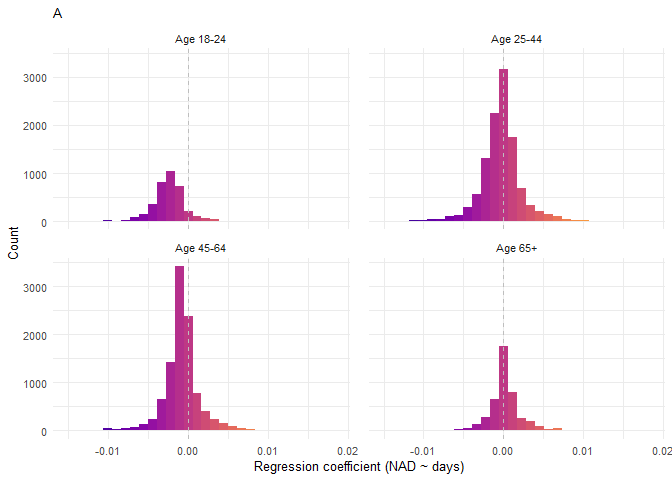 A
Age 18-24
Age 25-44
3000
2000
1000
0
Age 45-64
Age 65+
3000
2000
1000
0
Count
-0.01 0.00 0.01 0.02
-0.01 0.00 0.01 0.02
Regression coefficient (NAD ~ days)